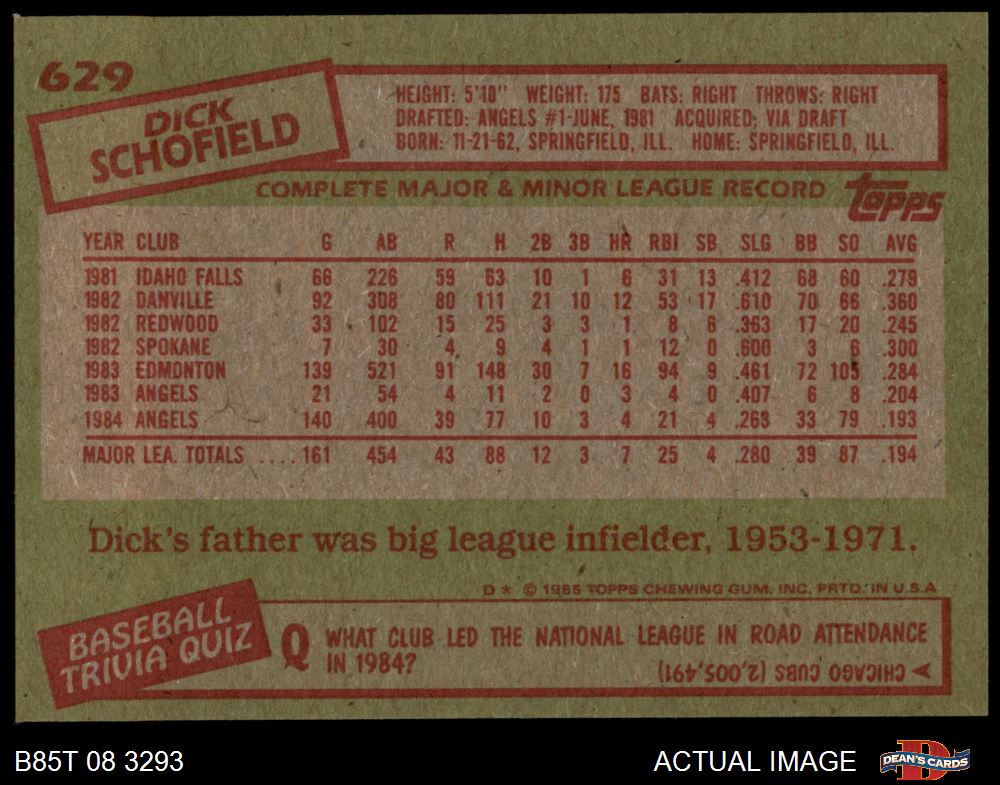 629
DICK
SCHOFIELD
HEIGHT: 5'10" WEIGHT: 175 BATS: RIGHT THROWS: RIGHT
DRAFTED: ANGELS #1-JUNE, 1981 ACQUIRED: VIA DRAFT
BORN: 11-21-62, SPRINGFIELD, ILL. HOME: SPRINGFIELD, ILL.
COMPLETE MAJOR & MINOR LEAGUE RECORD topps
YEAR CLUB G AB R H 2B 3B HR RBI SB SLG BB SO AVG
1981 IDAHO FALLS 66 226 59 63 10 1 6 31 13 .412 68 60 .279
1982 DANVILLE 92 308 80 111 21 10 12 53 17 .610 70 66 .360
1982 REDWOOD 33 102 15 25 3 3 1 8 6 .363 17 20 .245
1982 SPOKANE 7 30 4 9 4 1 1 12 0 .600 3 6 .300
1983 EDMONTON 139 521 91 148 30 7 16 94 9 .461 72 105 .284
1983 ANGELS 21 54 4 11 2 0 3 4 0 .407 6 8 .204
1984 ANGELS 140 400 39 77 10 3 4 21 4 .263 33 79 .193
MAJOR LEA. TOTALS .... 161 454 43 88 12 3 7 25 4 .280 39 87 .194
Dick's father was big league infielder, 1953-1971.
D * © 1985 TOPPS CHEWING GUM, INC. PRTD. IN U.S.A
BASEBALL
TRIVIA QUIZ
Q WHAT CLUB LED THE NATIONAL LEAGUE IN ROAD ATTENDANCE
IN 1984?
CHICAGO CUBS (2,005,491)
B85T 08 3293
ACTUAL IMAGE
D
DEAN'S CARDS